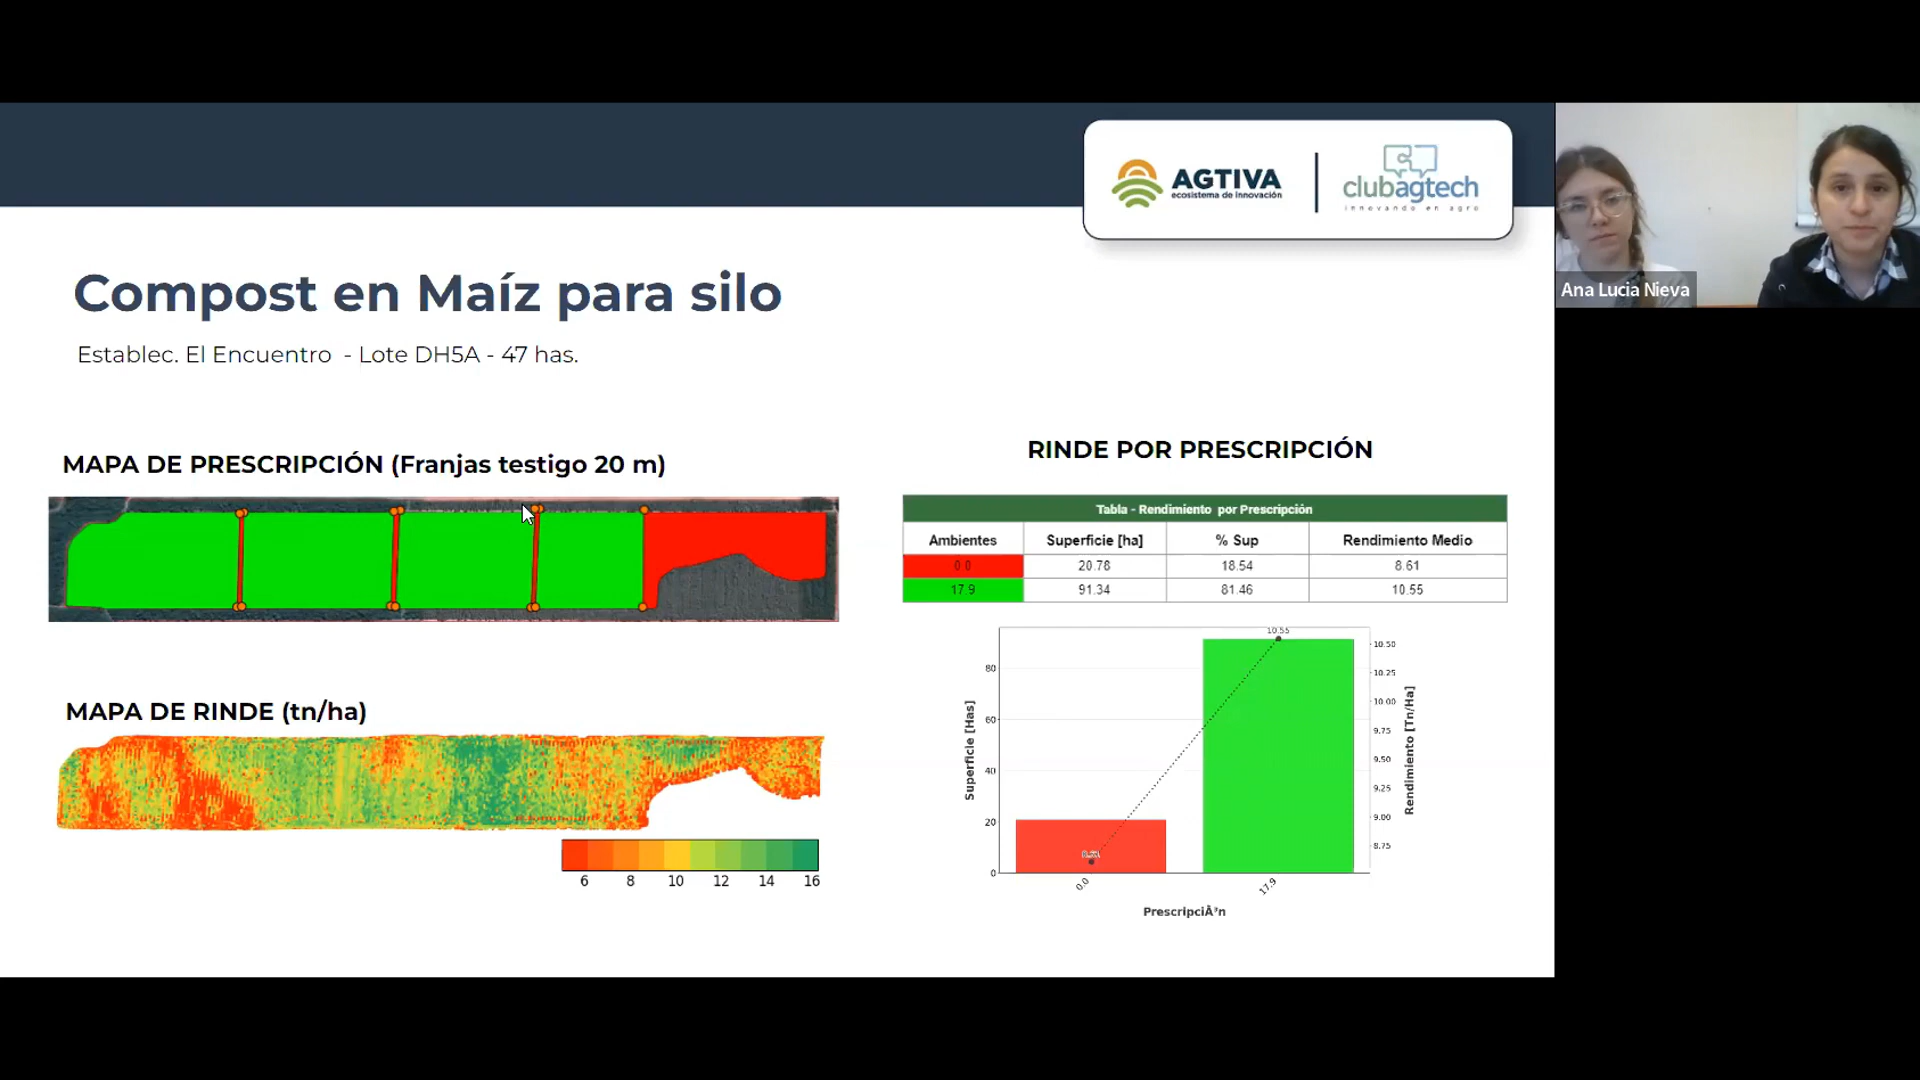 AGTIVA
ecosistema de innovación
clubagtech
innovando en agro
Ana Lucia Nieva
Compost en Maíz para silo
Establec. El Encuentro - Lote DH5A - 47 has.
MAPA DE PRESCRIPCIÓN (Franjas testigo 20 m)
MAPA DE RINDE (tn/ha)
6 8 10 12 14 16
RINDE POR PRESCRIPCIÓN
Tabla - Rendimiento por Prescripción
Ambientes Superficie [ha] % Sup Rendimiento Medio
0.0 20.78 18.54 8.61
17.9 91.34 81.46 10.55
10.55
8.61
Superficie [Has]
80
60
40
20
0
10.50
10.25
10.00
9.75
9.50
9.25
9.00
8.75
Rendimiento [Tn/Ha]
0.0 17.9
PrescripciÃ³n